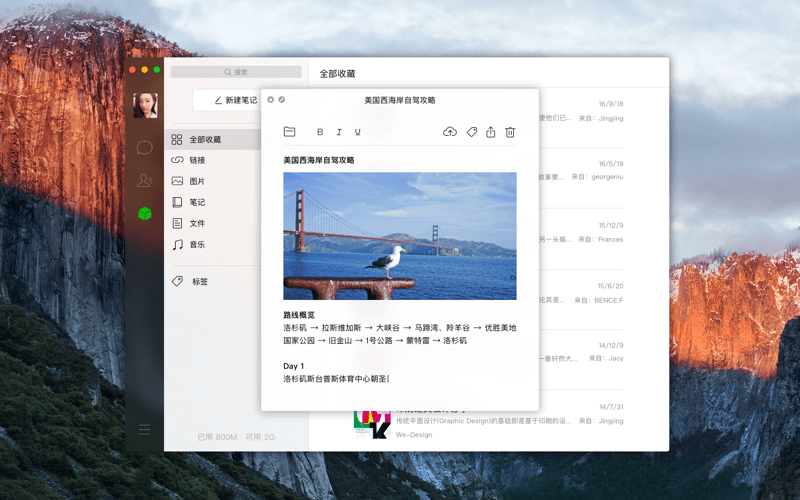 搜索
新建笔记
全部收藏
链接
图片
笔记
文件
音乐
标签
已用 800M 可用 2G
全部收藏
美国西海岸自驾攻略
B I U
美国西海岸自驾攻略
路线概览
洛杉矶 → 拉斯维加斯 → 大峡谷 → 马蹄湾、羚羊谷 → 优胜美地
国家公园 → 旧金山 → 1号公路 → 蒙特雷 → 洛杉矶
Day 1
洛杉矶斯台普斯体育中心朝圣
16/9/18
便他们已... 来自：Jingjing
16/5/19
故事要... 来自：georgeniu
15/12/9
另一头输... 来自：Frances
15/6/20
论其是... 来自：BENCE.F
14/12/9
一番轩然大... 来自：Jacy
14/7/31
传统平面设计(Graphic Design)的基础即是基于印刷的设... 来自：Jingjing
We-Design